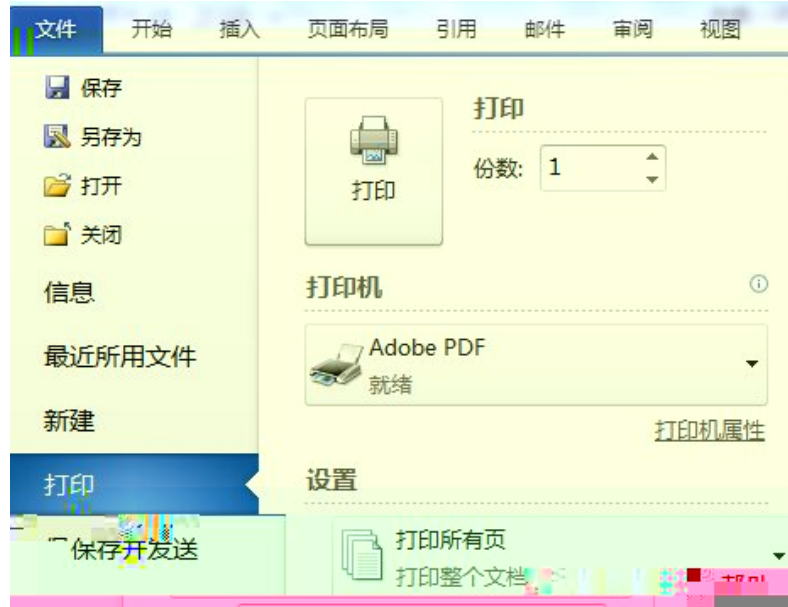 文件 开始 插入 页面布局 引用 邮件 审阅 视图
保存
另存为
打开
关闭
信息
最近所用文件
新建
打印
保存并发送
打印
打印
份数: 1
打印机
Adobe PDF
就绪
打印机属性
设置
打印所有页
打印整个文档